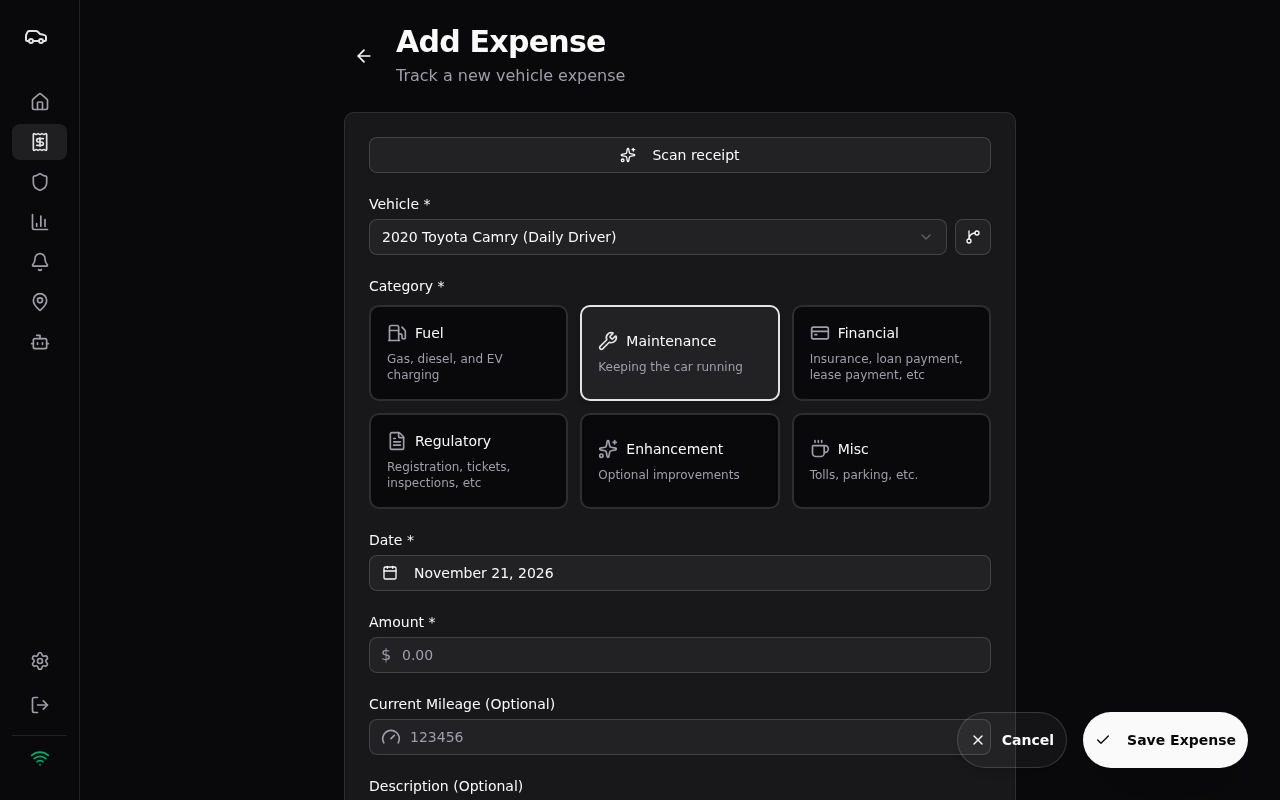 Add Expense
Track a new vehicle expense
Scan receipt
Vehicle *
2020 Toyota Camry (Daily Driver)
Category *
Fuel
Gas, diesel, and EV
charging
Maintenance
Keeping the car running
Financial
Insurance, loan payment,
lease payment, etc
Regulatory
Registration, tickets,
inspections, etc
Enhancement
Optional improvements
Misc
Tolls, parking, etc.
Date *
November 21, 2026
Amount *
$ 0.00
Current Mileage (Optional)
123456
Cancel
Save Expense
Description (Optional)